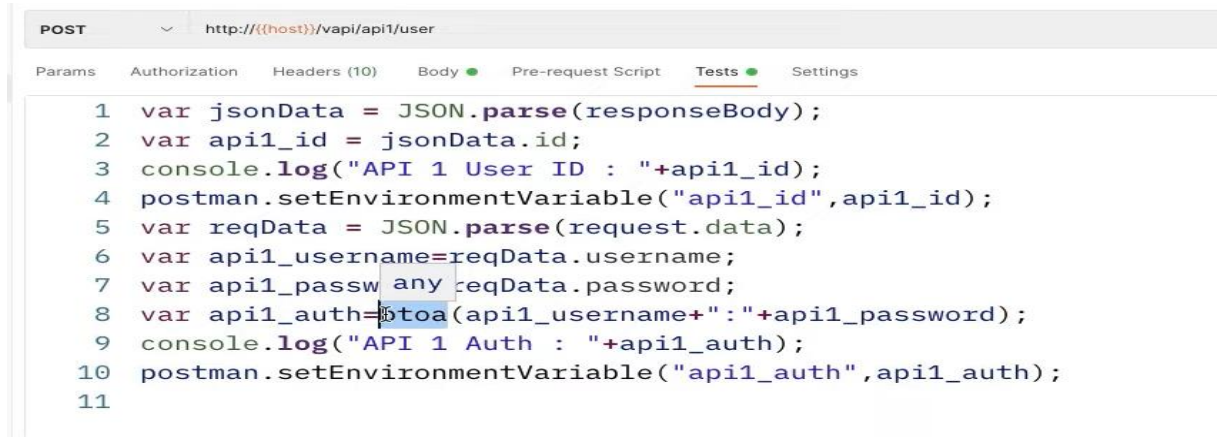 POST http://{{host}}/vapi/api1/user
Params Authorization Headers (10) Body Pre-request Script Tests Settings
1 var jsonData = JSON.parse(responseBody);
2 var api1_id = jsonData.id;
3 console.log("API 1 User ID : "+api1_id);
4 postman.setEnvironmentVariable("api1_id",api1_id);
5 var reqData = JSON.parse(request.data);
6 var api1_username=reqData.username;
7 var api1_passw any reqData.password;
8 var api1_auth=btoa(api1_username+":"+api1_password);
9 console.log("API 1 Auth : "+api1_auth);
10 postman.setEnvironmentVariable("api1_auth",api1_auth);
11